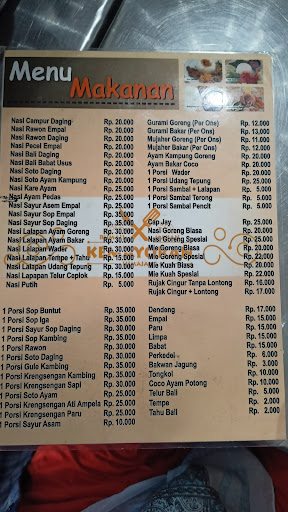 Menu
Makanan
Nasi Campur Daging Rp. 20.000
Nasi Rawon Empal Rp. 20.000
Nasi Rawon Daging Rp. 20.000
Nasi Pecel Empal Rp. 20.000
Nasi Bali Daging Rp. 20.000
Nasi Bali Babat Usus Rp. 20.000
Nasi Soto Daging Rp. 20.000
Nasi Soto Ayam Kampung Rp. 20.000
Nasi Kare Ayam Rp. 25.000
Nasi Ayam Pedas Rp. 25.000
Nasi Sayur Asem Empal Rp. 25.000
Nasi Sayur Sop Empal Rp. 30.000
Nasi Sayur Sop Daging Rp. 35.000
Nasi Lalapan Ayam Goreng Rp. 30.000
Nasi Lalapan Ayam Bakar Rp. 30.000
Nasi Lalapan Wader Rp.
Nasi Lalapan Tempe + Tahu Rp.
Nasi Lalapan Udang Tepung Rp.
Nasi Lapapan Telur Ceplok Rp.
Nasi Putih Rp. 5.000
Gurami Goreng (Per Ons) Rp. 12.000
Gurami Bakar (Per Ons) Rp. 13.000
Mujaher Goreng (Per Ons) Rp. 11.000
Mujaher Bakar (Per Ons) Rp. 12.000
Ayam Kampung Goreng Rp. 20.000
Ayam Bakar Coco Rp. 20.000
1 Porsi Wader Rp. 20.000
1 Porsi Udang Tepung Rp. 25.000
1 Porsi Sambal + Lalapan Rp. 5.000
1 Porsi Sambal Terong Rp. 5.000
1 Porsi Sambal Pencit Rp. 5.000
Cap Jay Rp. 25.000
Nasi Goreng Biasa Rp. 20.000
Nasi Goreng Spesial Rp. 25.000
Mie Goreng Biasa Rp. 20.000
Mie Goreng Spesial Rp. 22.000
Mie Kuah Biasa Rp. 20.000
Mie Kuah Spesial Rp. 22.000
Rujak Cingur Tanpa Lontong Rp. 16.000
Rujak Cingur + Lontong Rp. 17.000
1 Porsi Sop Buntut Rp. 35.000
1 Porsi Sop Iga Rp. 35.000
1 Porsi Sayur Sop Daging Rp. 30.000
1 Porsi Sop Kambing Rp. 35.000
1 Porsi Rawon Rp. 30.000
1 Porsi Soto Daging Rp. 30.000
1 Porsi Gule Kambing Rp. 30.000
1 Porsi Krengsengan Kambing Rp. 35.000
1 Porsi Krengsengan Sapi Rp. 30.000
1 Porsi Soto Ayam Rp. 25.000
1 Porsi Krengsengan Ati Ampela Rp. 25.000
1 Porsi Krengsengan Paru Rp. 25.000
1 Porsi Sayur Asam Rp. 10.000
Dendeng Rp. 17.000
Empal Rp. 15.000
Paru Rp. 15.000
Limpa Rp. 15.000
Babat Rp. 15.000
Perkedel Rp. 6.000
Bakwan Jagung Rp. 3.000
Tongkol Rp. 10.000
Coco Ayam Potong Rp. 10.000
Telur Bali Rp. 5.000
Tempe Rp. 2.000
Tahu Bali Rp. 2.000